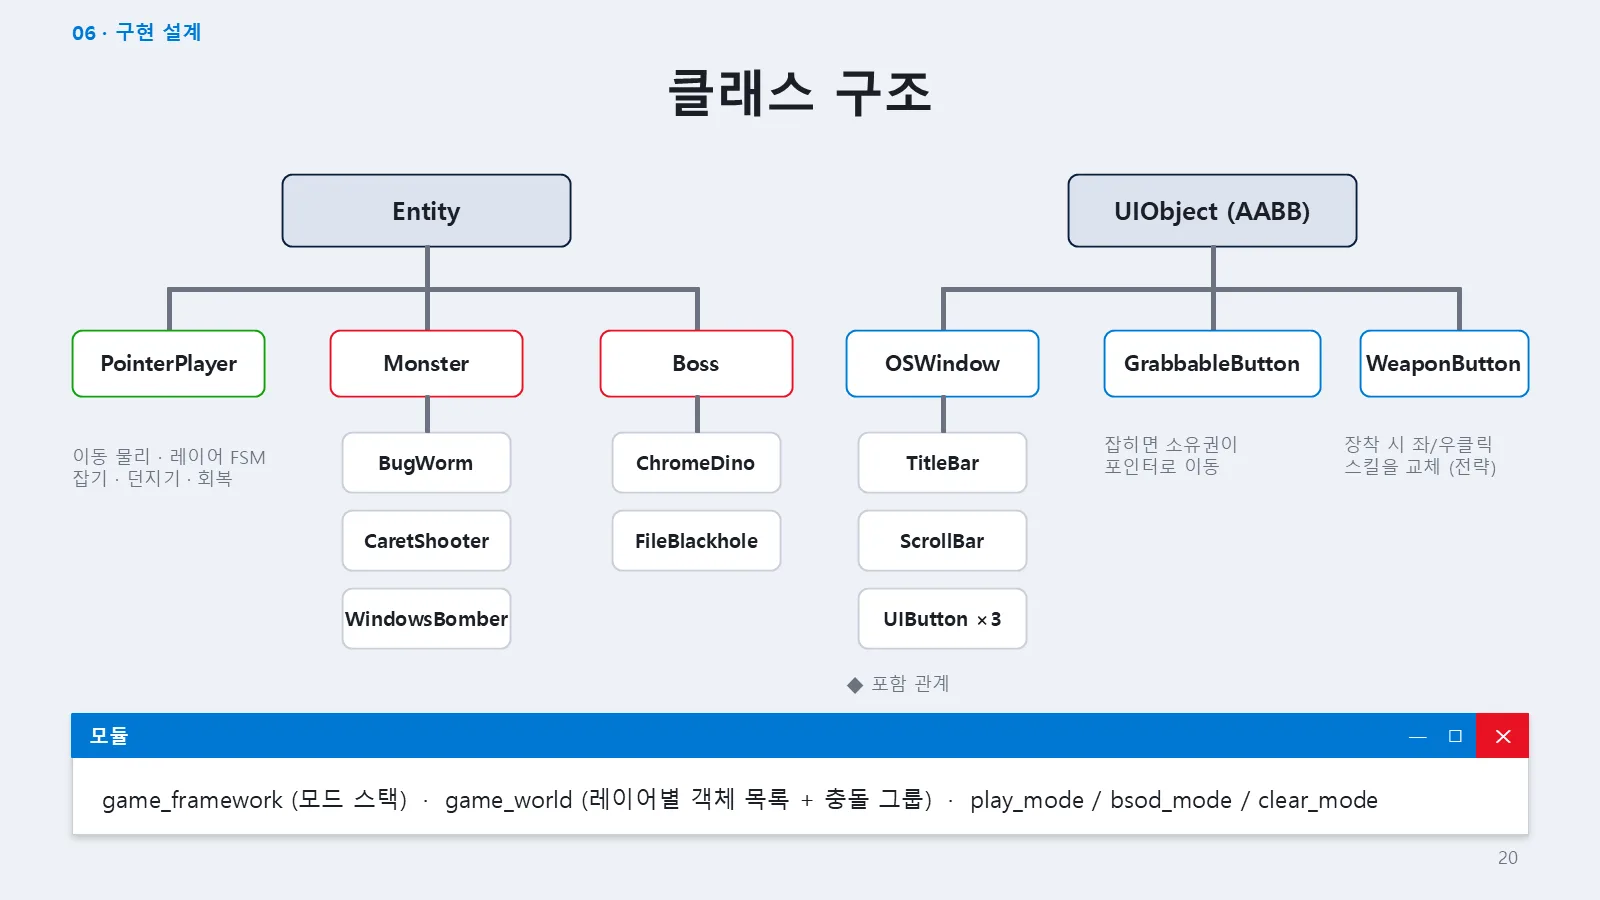 06 · 구현 설계
클래스 구조
Entity
UIObject (AABB)
PointerPlayer
Monster
Boss
OSWindow
GrabbableButton
WeaponButton
이동 물리 · 레이어 FSM
잡기 · 던지기 · 회복
BugWorm
CaretShooter
WindowsBomber
ChromeDino
FileBlackhole
TitleBar
ScrollBar
UIButton ×3
잡히면 소유권이
포인터로 이동
장착 시 좌/우클릭
스킬을 교체 (전략)
◆ 포함 관계
모듈
game_framework (모드 스택) · game_world (레이어별 객체 목록 + 충돌 그룹) · play_mode / bsod_mode / clear_mode
20